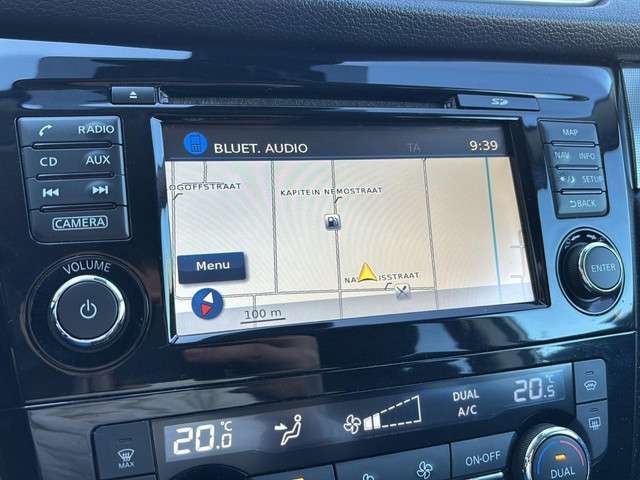 SD
RADIO
CD AUX
CAMERA
VOLUME
BLUET. AUDIO TA 9:39
OGOFFSTRAAT
KAPITEIN NEMOSTRAAT
Menu
100 m
MAP
NAV INFO
SETUP
BACK
ENTER
20.0 °C
DUAL
A/C
20.5 °C
MAX
ON·OFF
DUAL